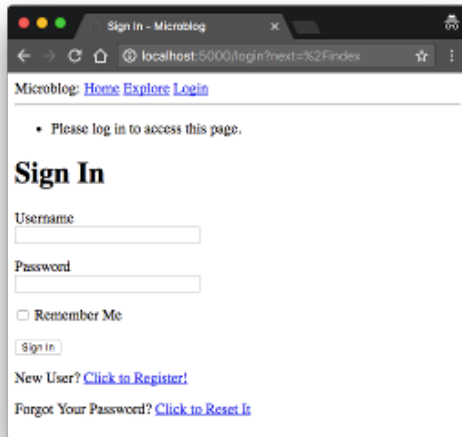 Sign In - Microblog
localhost:5000/login?next=%2Findex
Microblog: Home Explore Login
Please log in to access this page.
Sign In
Username
Password
Remember Me
Sign In
New User? Click to Register!
Forgot Your Password? Click to Reset It